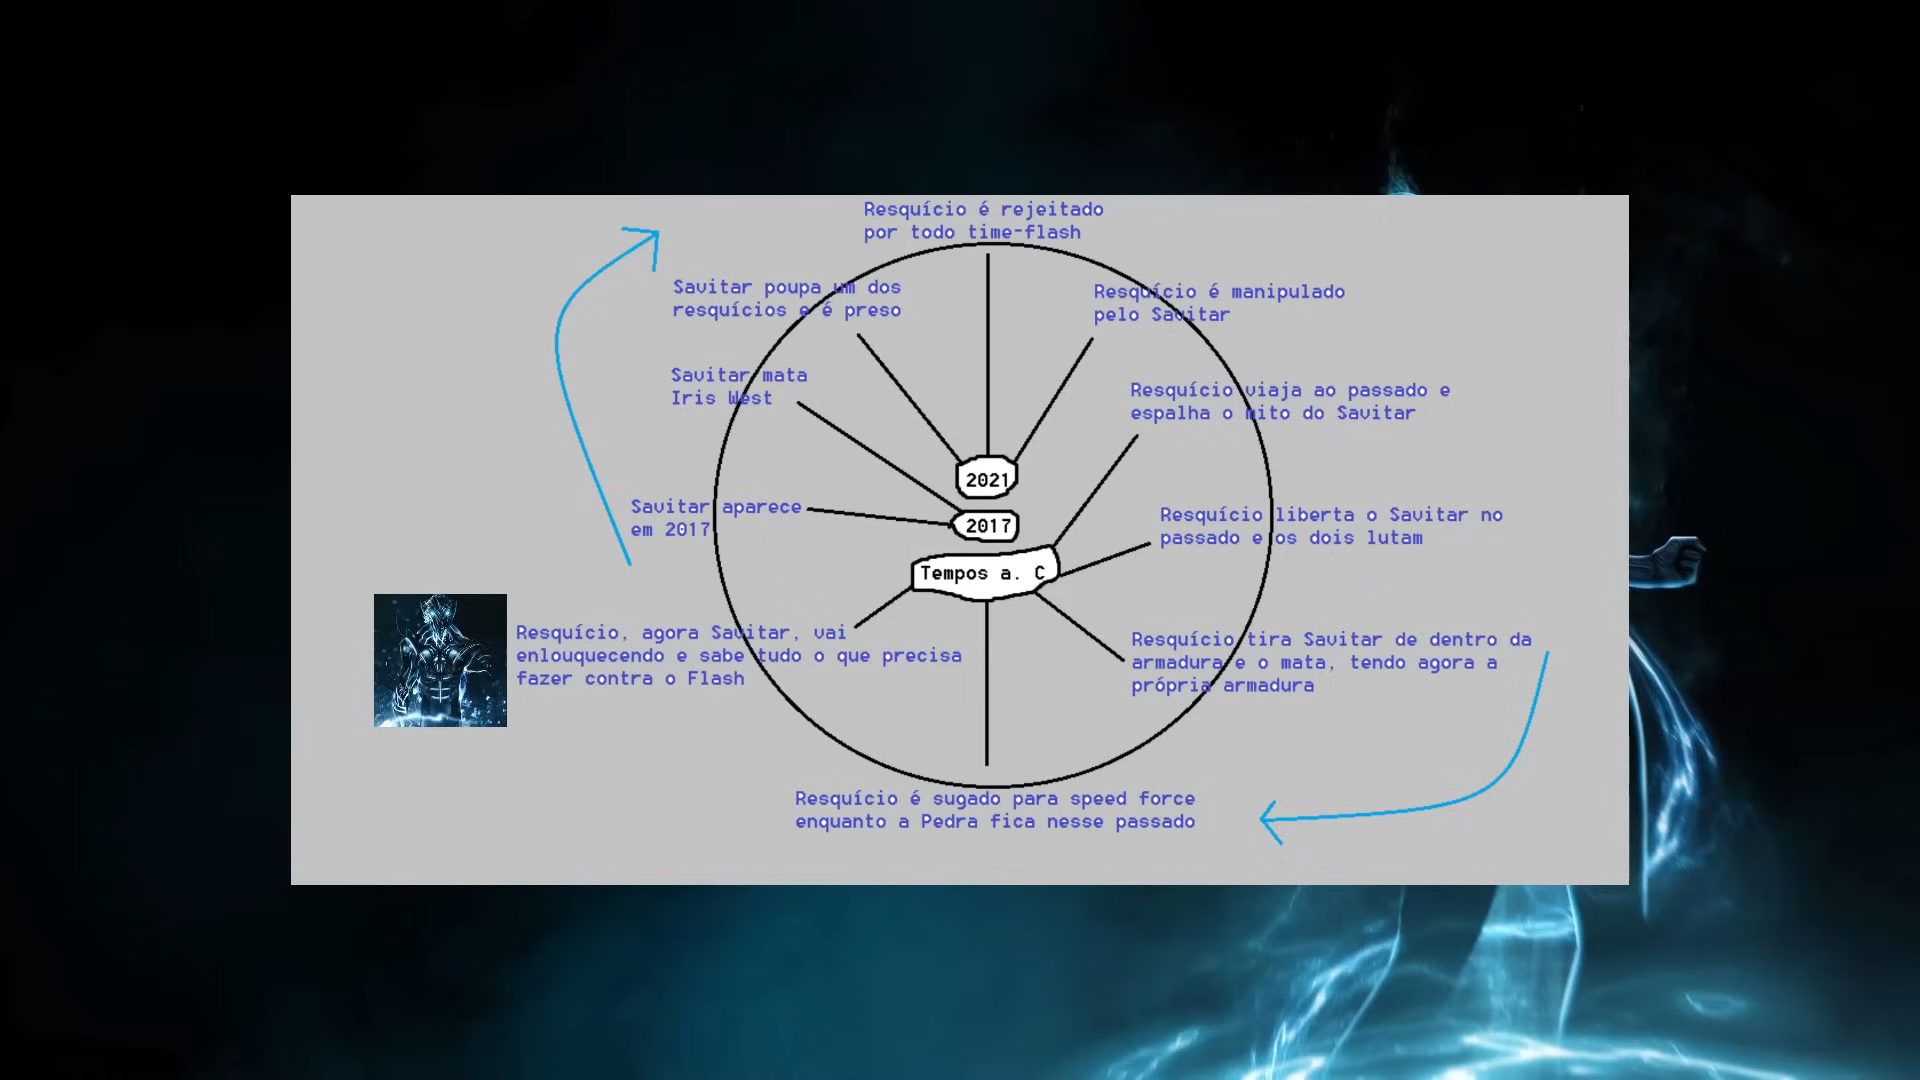 Resquício é rejeitado
por todo time-flash
Savitar poupa um dos
resquícios e é preso
Resquício é manipulado
pelo Savitar
Savitar mata
Iris West
Resquício viaja ao passado e
espalha o mito do Savitar
2021
Savitar aparece
em 2017
2017
Resquício liberta o Savitar no
passado e os dois lutam
Tempos a. C
Resquício, agora Savitar, vai
enlouquecendo e sabe tudo o que precisa
fazer contra o Flash
Resquício tira Savitar de dentro da
armadura e o mata, tendo agora a
própria armadura
Resquício é sugado para speed force
enquanto a Pedra fica nesse passado